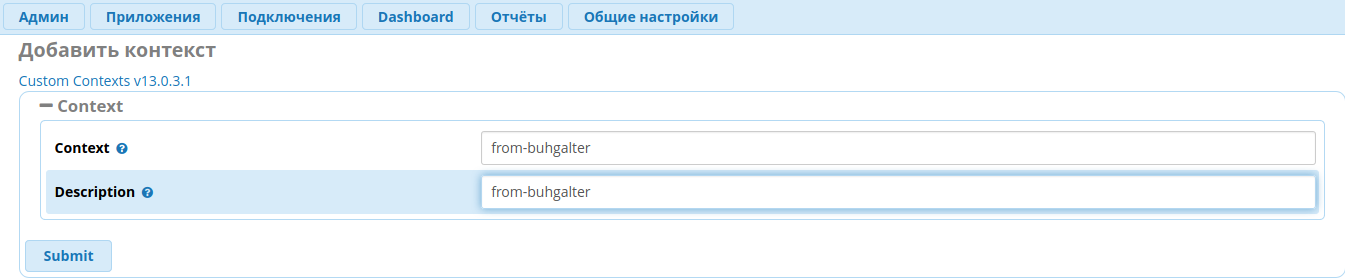 Админ Приложения Подключения Dashboard Отчёты Общие настройки
Добавить контекст
Custom Contexts v13.0.3.1
Context
Context from-buhgalter
Description from-buhgalter
Submit